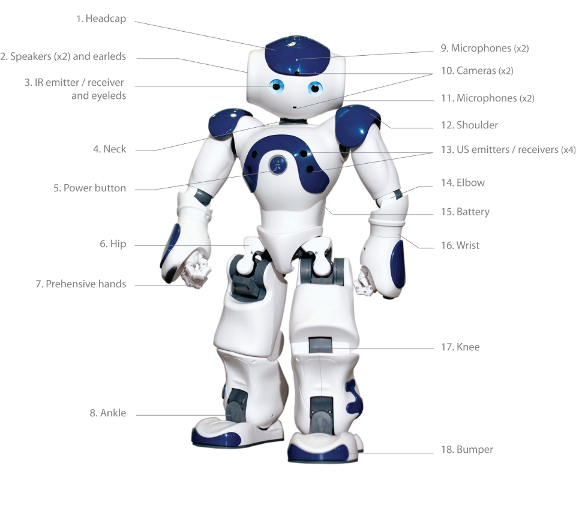 1. Headcap
2. Speakers (x2) and earleds
3. IR emitter / receiver
and eyeleds
4. Neck
5. Power button
6. Hip
7. Prehensive hands
8. Ankle
9. Microphones (x2)
10. Cameras (x2)
11. Microphones (x2)
12. Shoulder
13. US emitters / receivers (x4)
14. Elbow
15. Battery
16. Wrist
17. Knee
18. Bumper